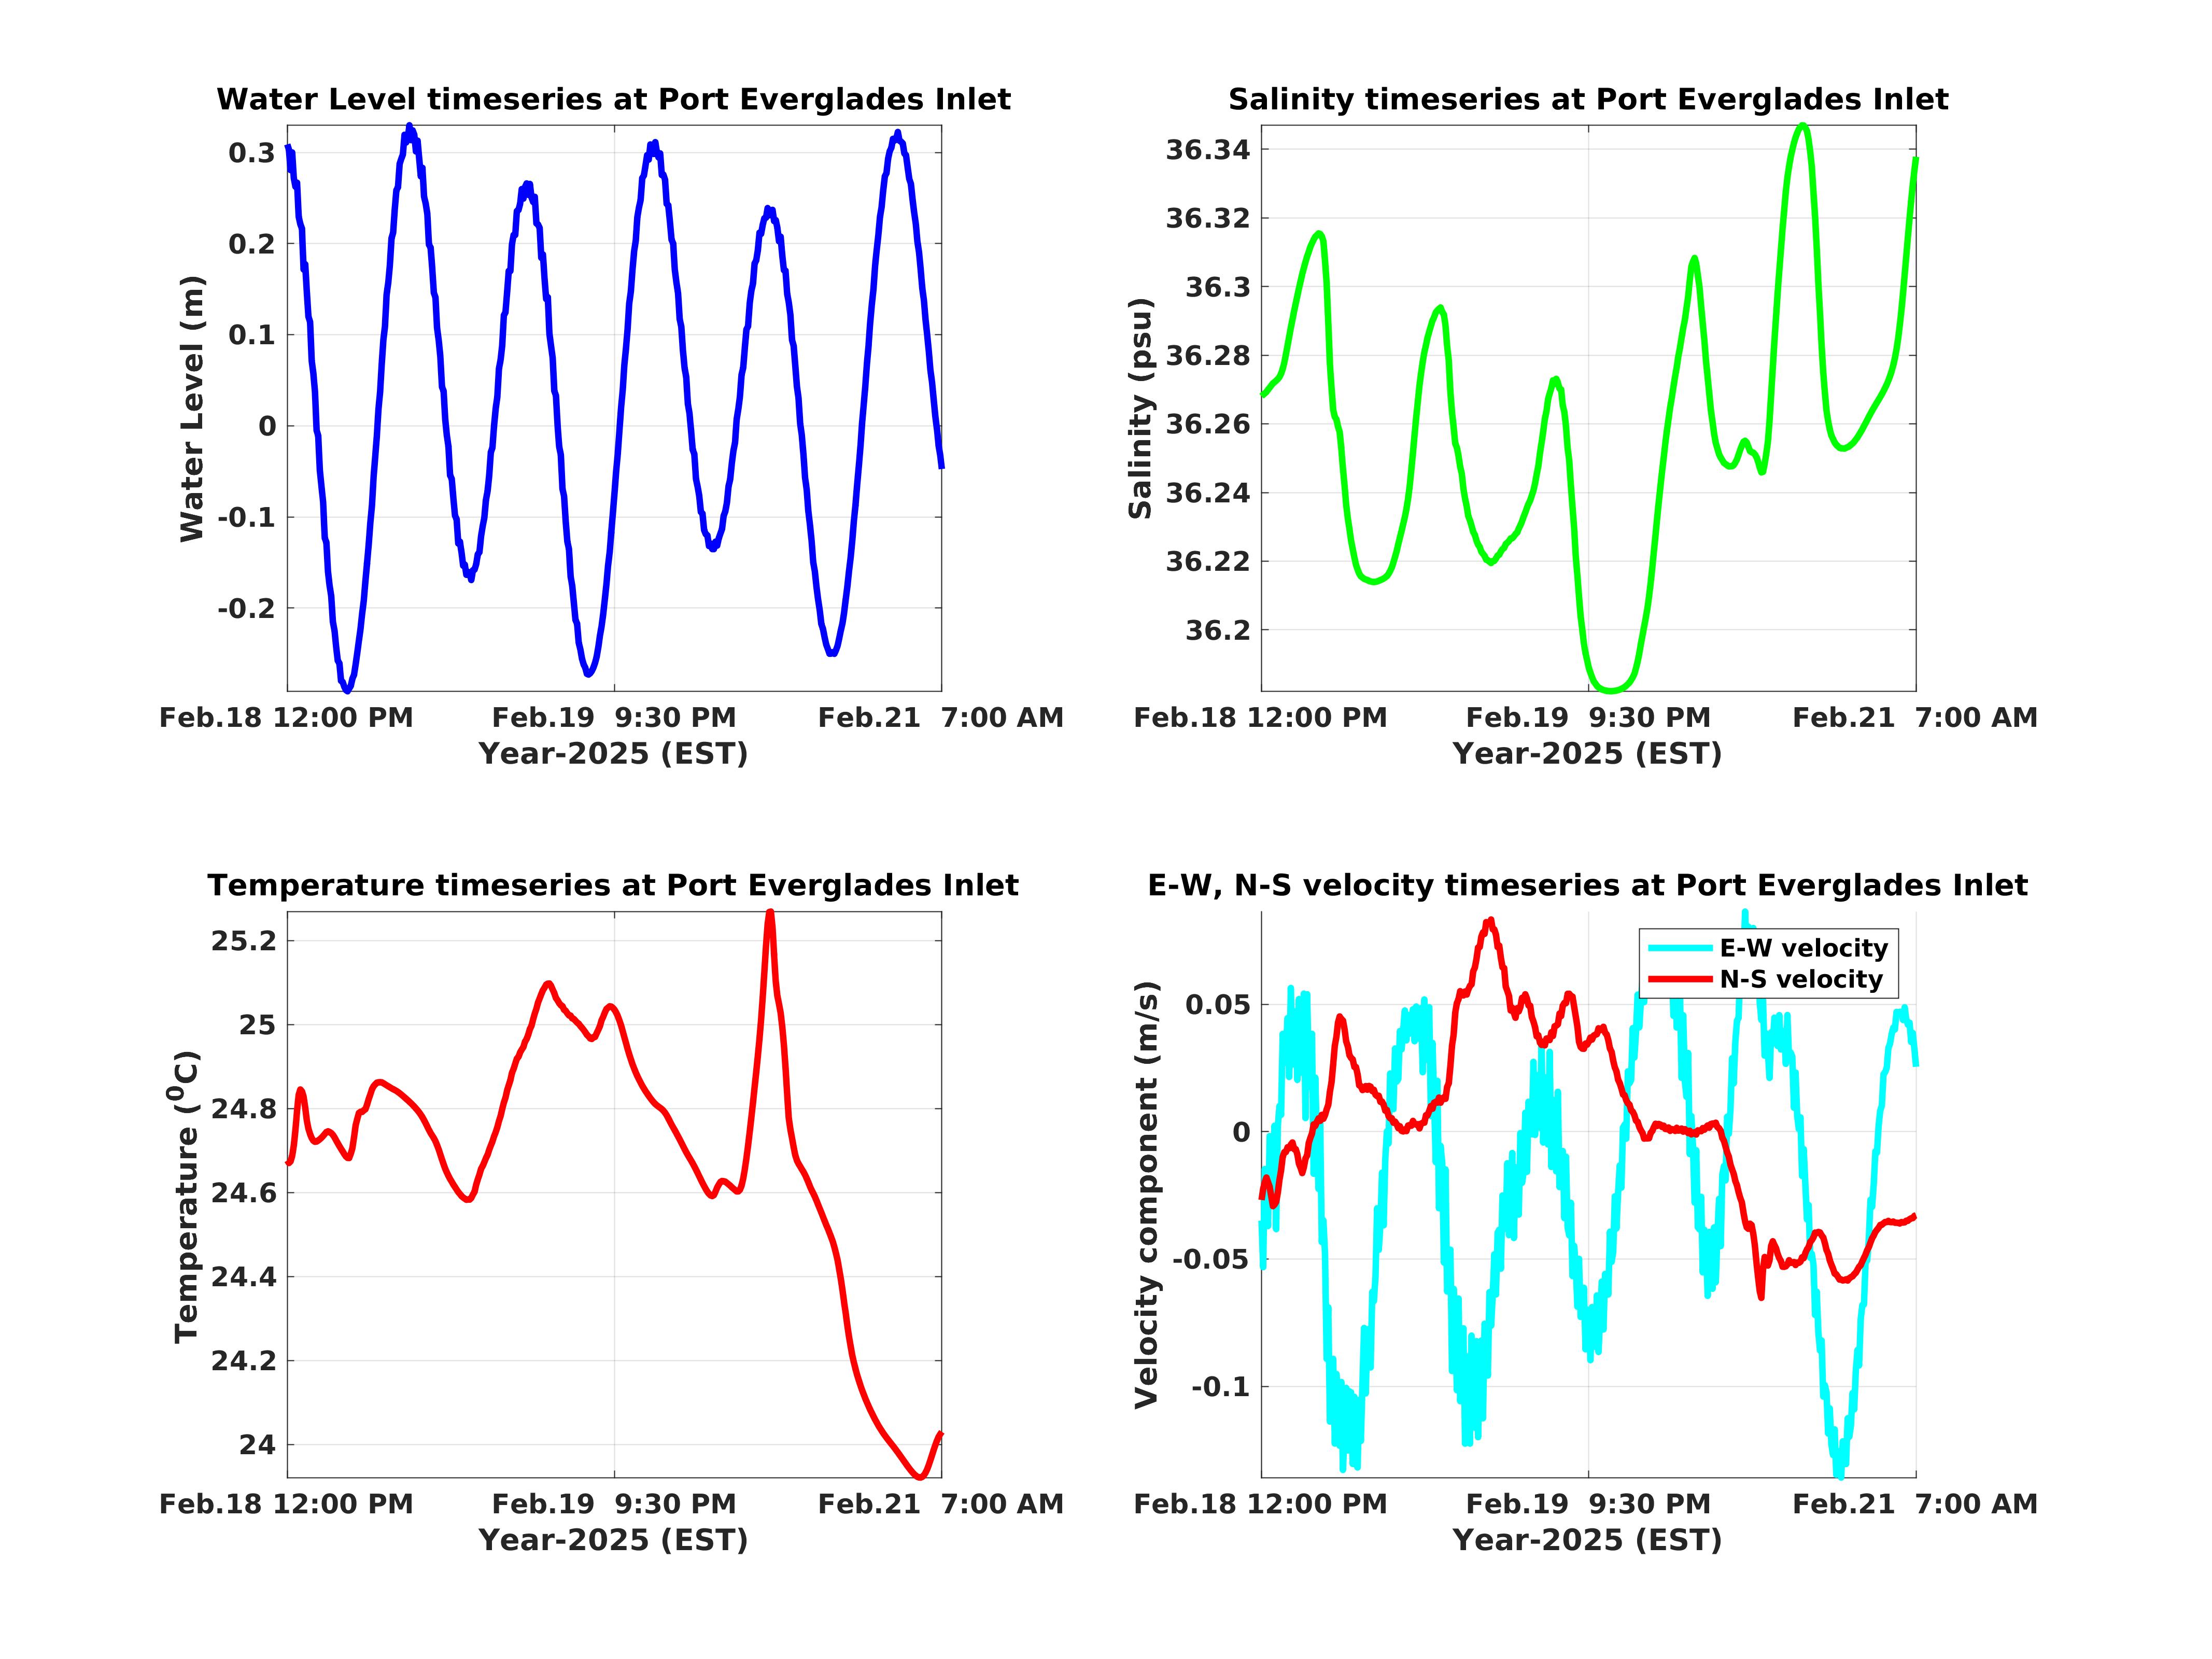 Water Level timeseries at Port Everglades Inlet
0.3
0.2
0.1
0
-0.1
-0.2
Water Level (m)
Feb.18 12:00 PM Feb.19 9:30 PM Feb.21 7:00 AM
Year-2025 (EST)
Salinity timeseries at Port Everglades Inlet
36.34
36.32
36.3
36.28
36.26
36.24
36.22
36.2
Salinity (psu)
Feb.18 12:00 PM Feb.19 9:30 PM Feb.21 7:00 AM
Year-2025 (EST)
Temperature timeseries at Port Everglades Inlet
25.2
25
24.8
24.6
24.4
24.2
24
Temperature (⁰C)
Feb.18 12:00 PM Feb.19 9:30 PM Feb.21 7:00 AM
Year-2025 (EST)
E-W, N-S velocity timeseries at Port Everglades Inlet
E-W velocity
N-S velocity
0.05
0
-0.05
-0.1
Velocity component (m/s)
Feb.18 12:00 PM Feb.19 9:30 PM Feb.21 7:00 AM
Year-2025 (EST)